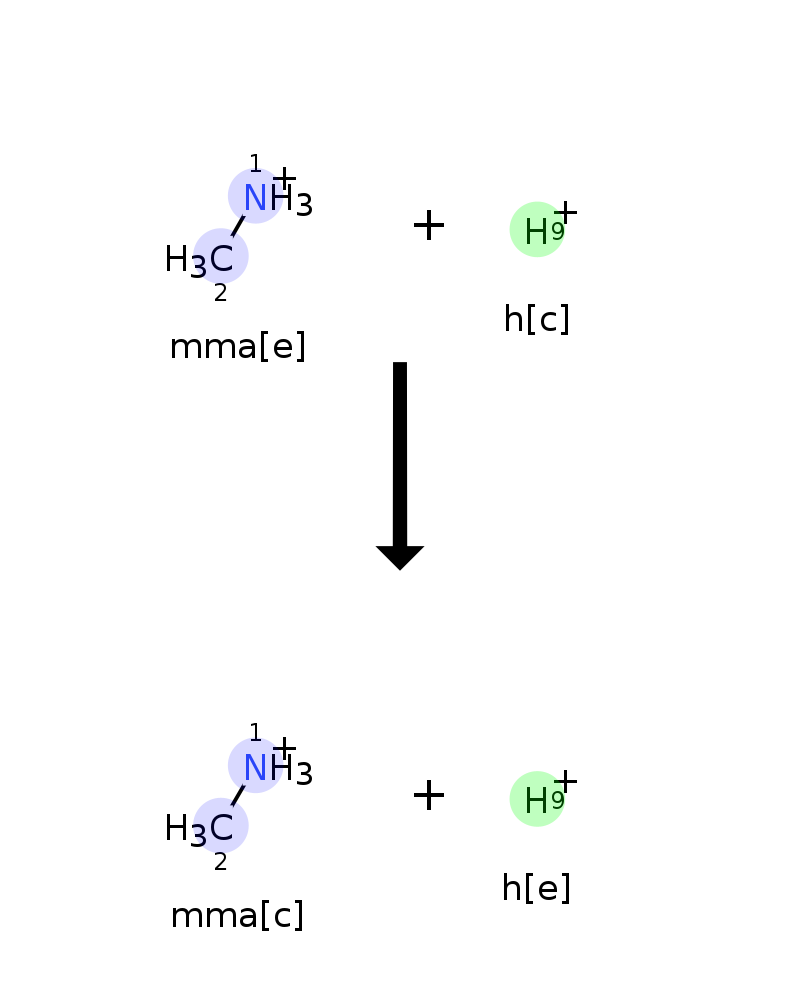 1
NH3+ + H9+
H3C
2
h[c]
mma[e]
1
NH3+ + H9+
H3C
2
h[e]
mma[c]